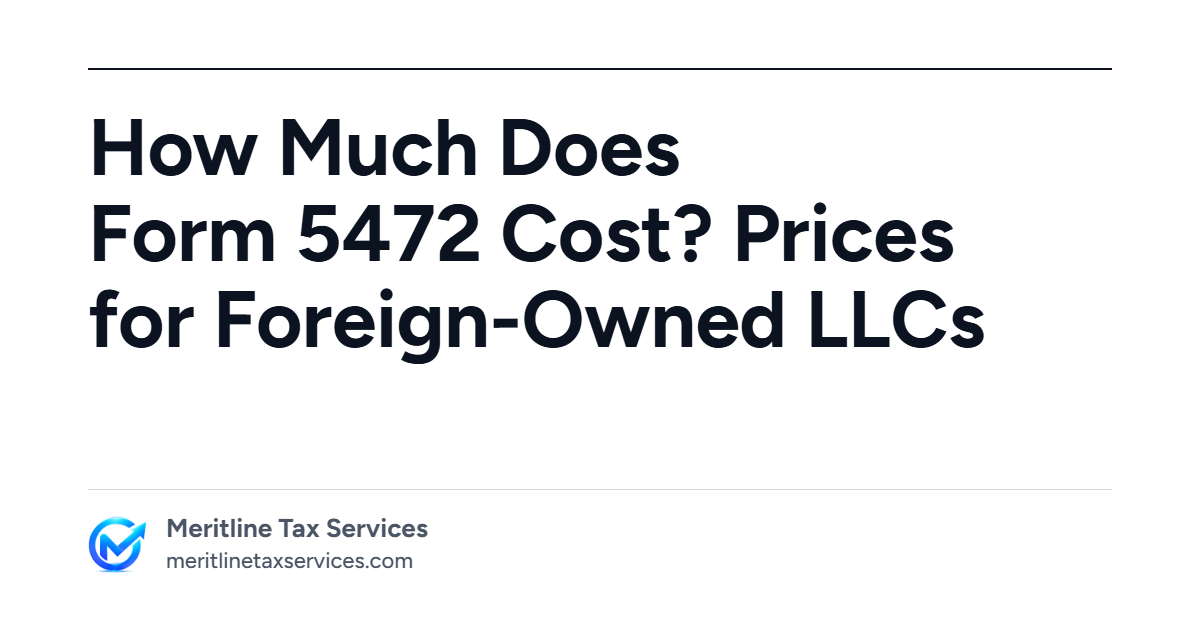 How Much Does
Form 5472 Cost? Prices
for Foreign-Owned LLCs
Meritline Tax Services
meritlinetaxservices.com